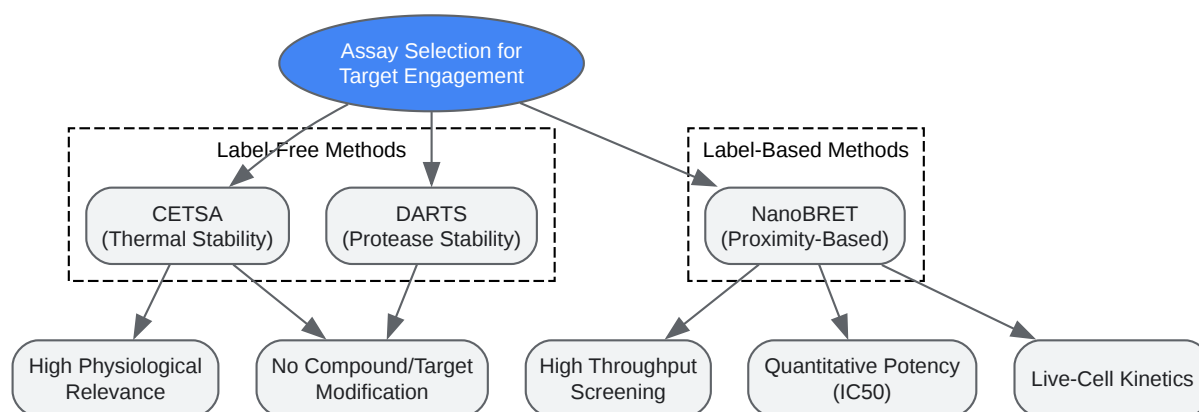 Assay Selection for
Target Engagement
Label-Free Methods
Label-Based Methods
CETSA
(Thermal Stability)
DARTS
(Protease Stability)
NanoBRET
(Proximity-Based)
High Physiological
Relevance
No Compound/Target
Modification
High Throughput
Screening
Quantitative Potency
(IC50)
Live-Cell Kinetics